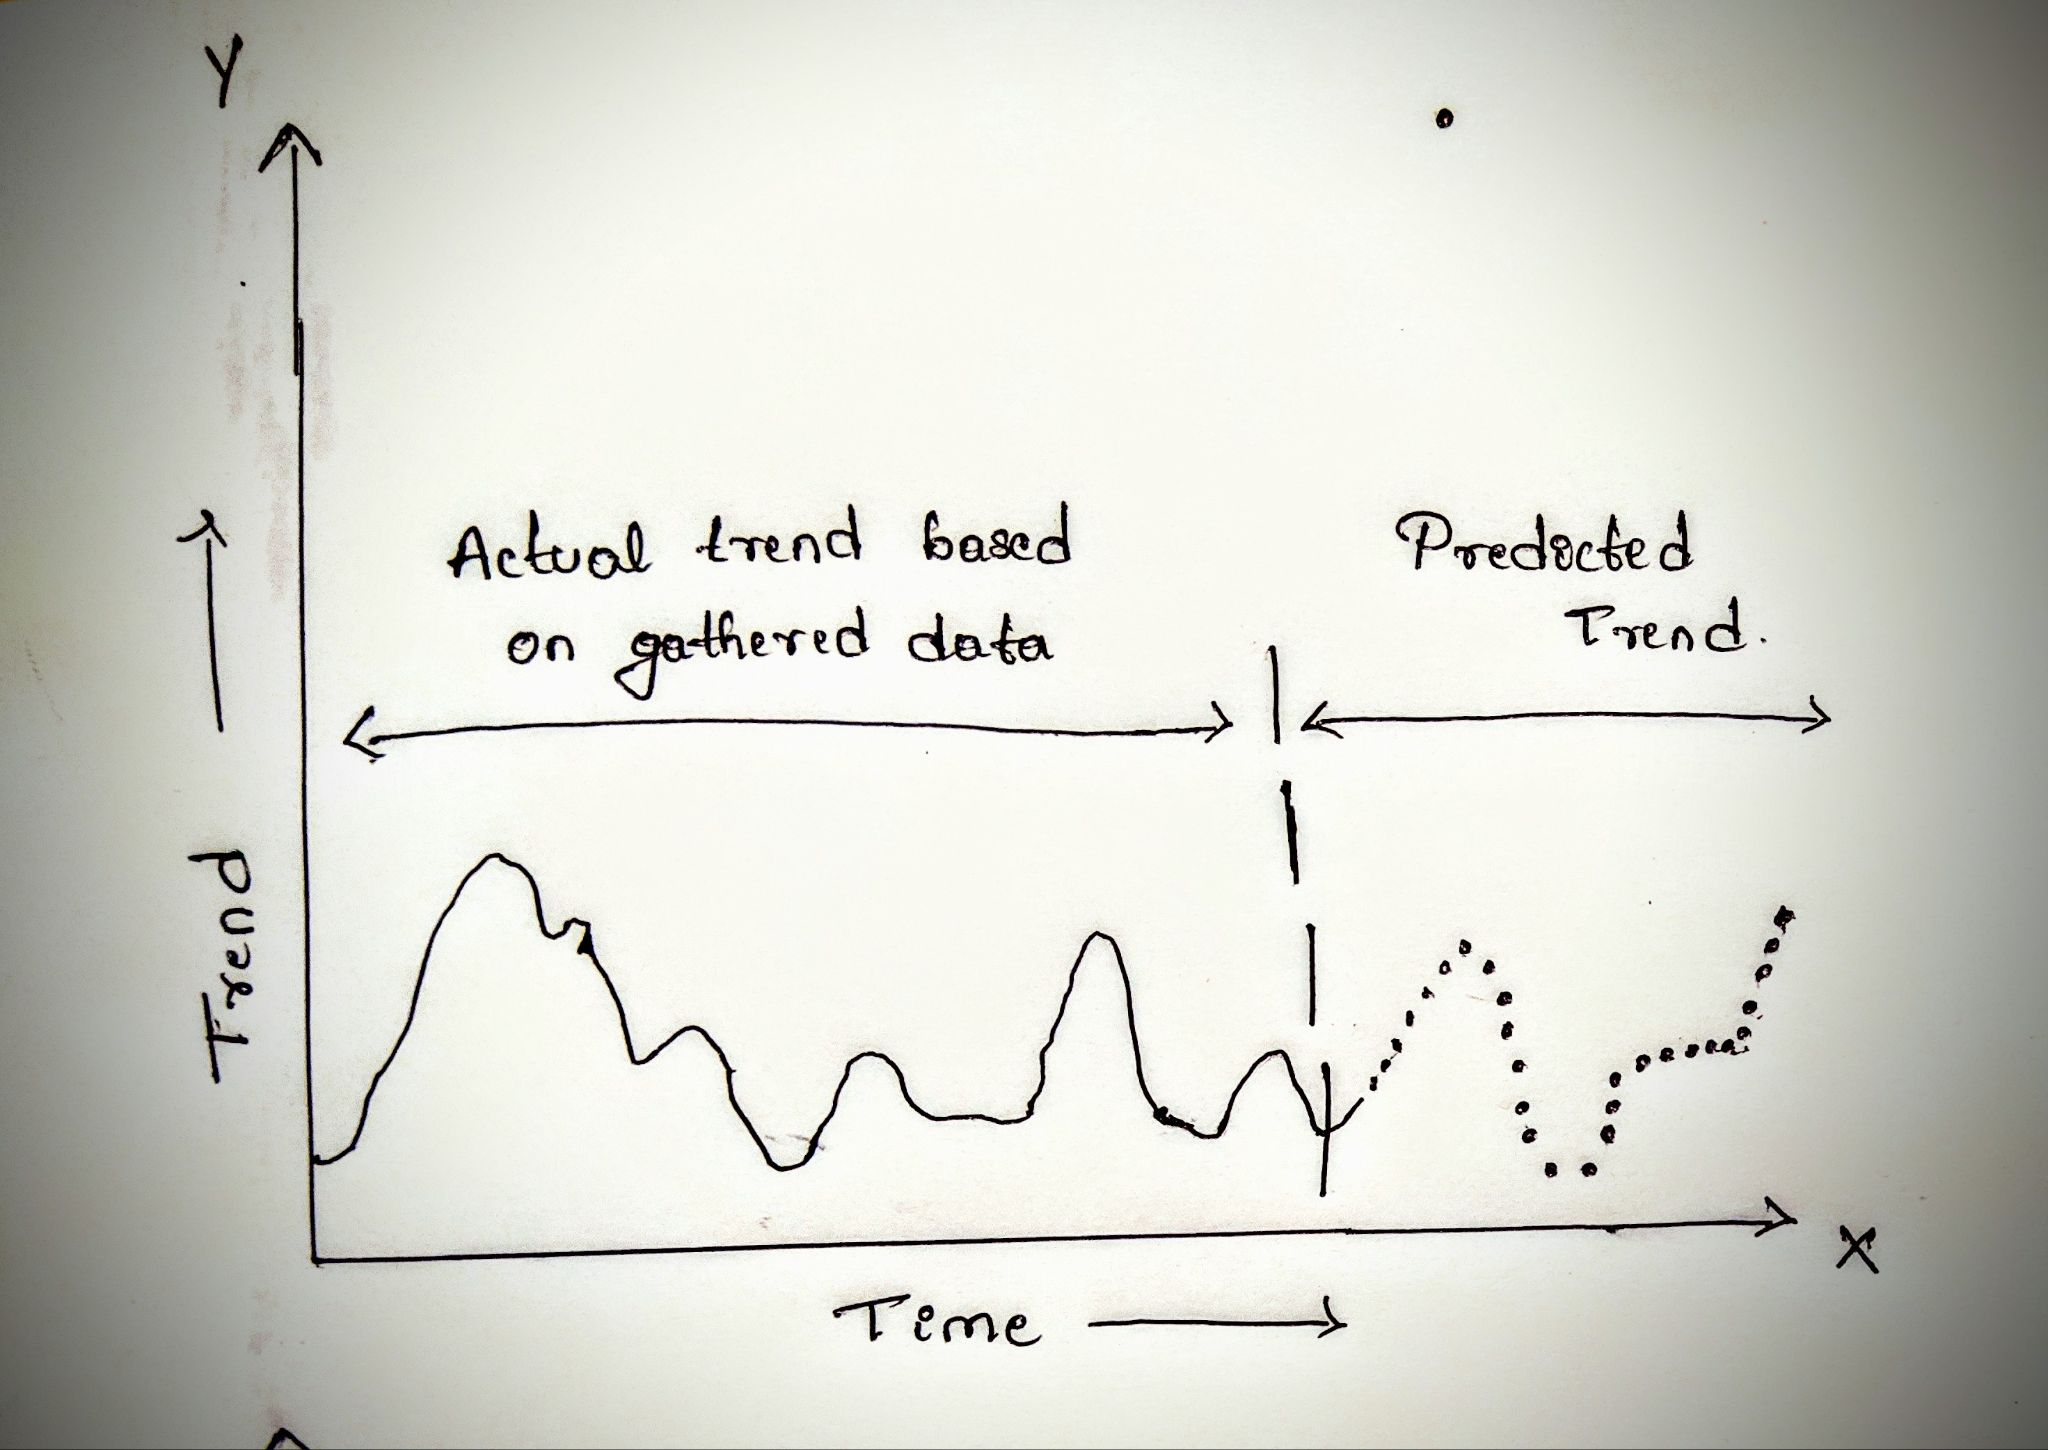 Y
Actual trend based
on gathered data
Predicted
Trend.
Trend
X
Time